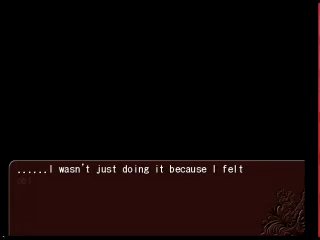 ......I wasn't just doing it because I felt